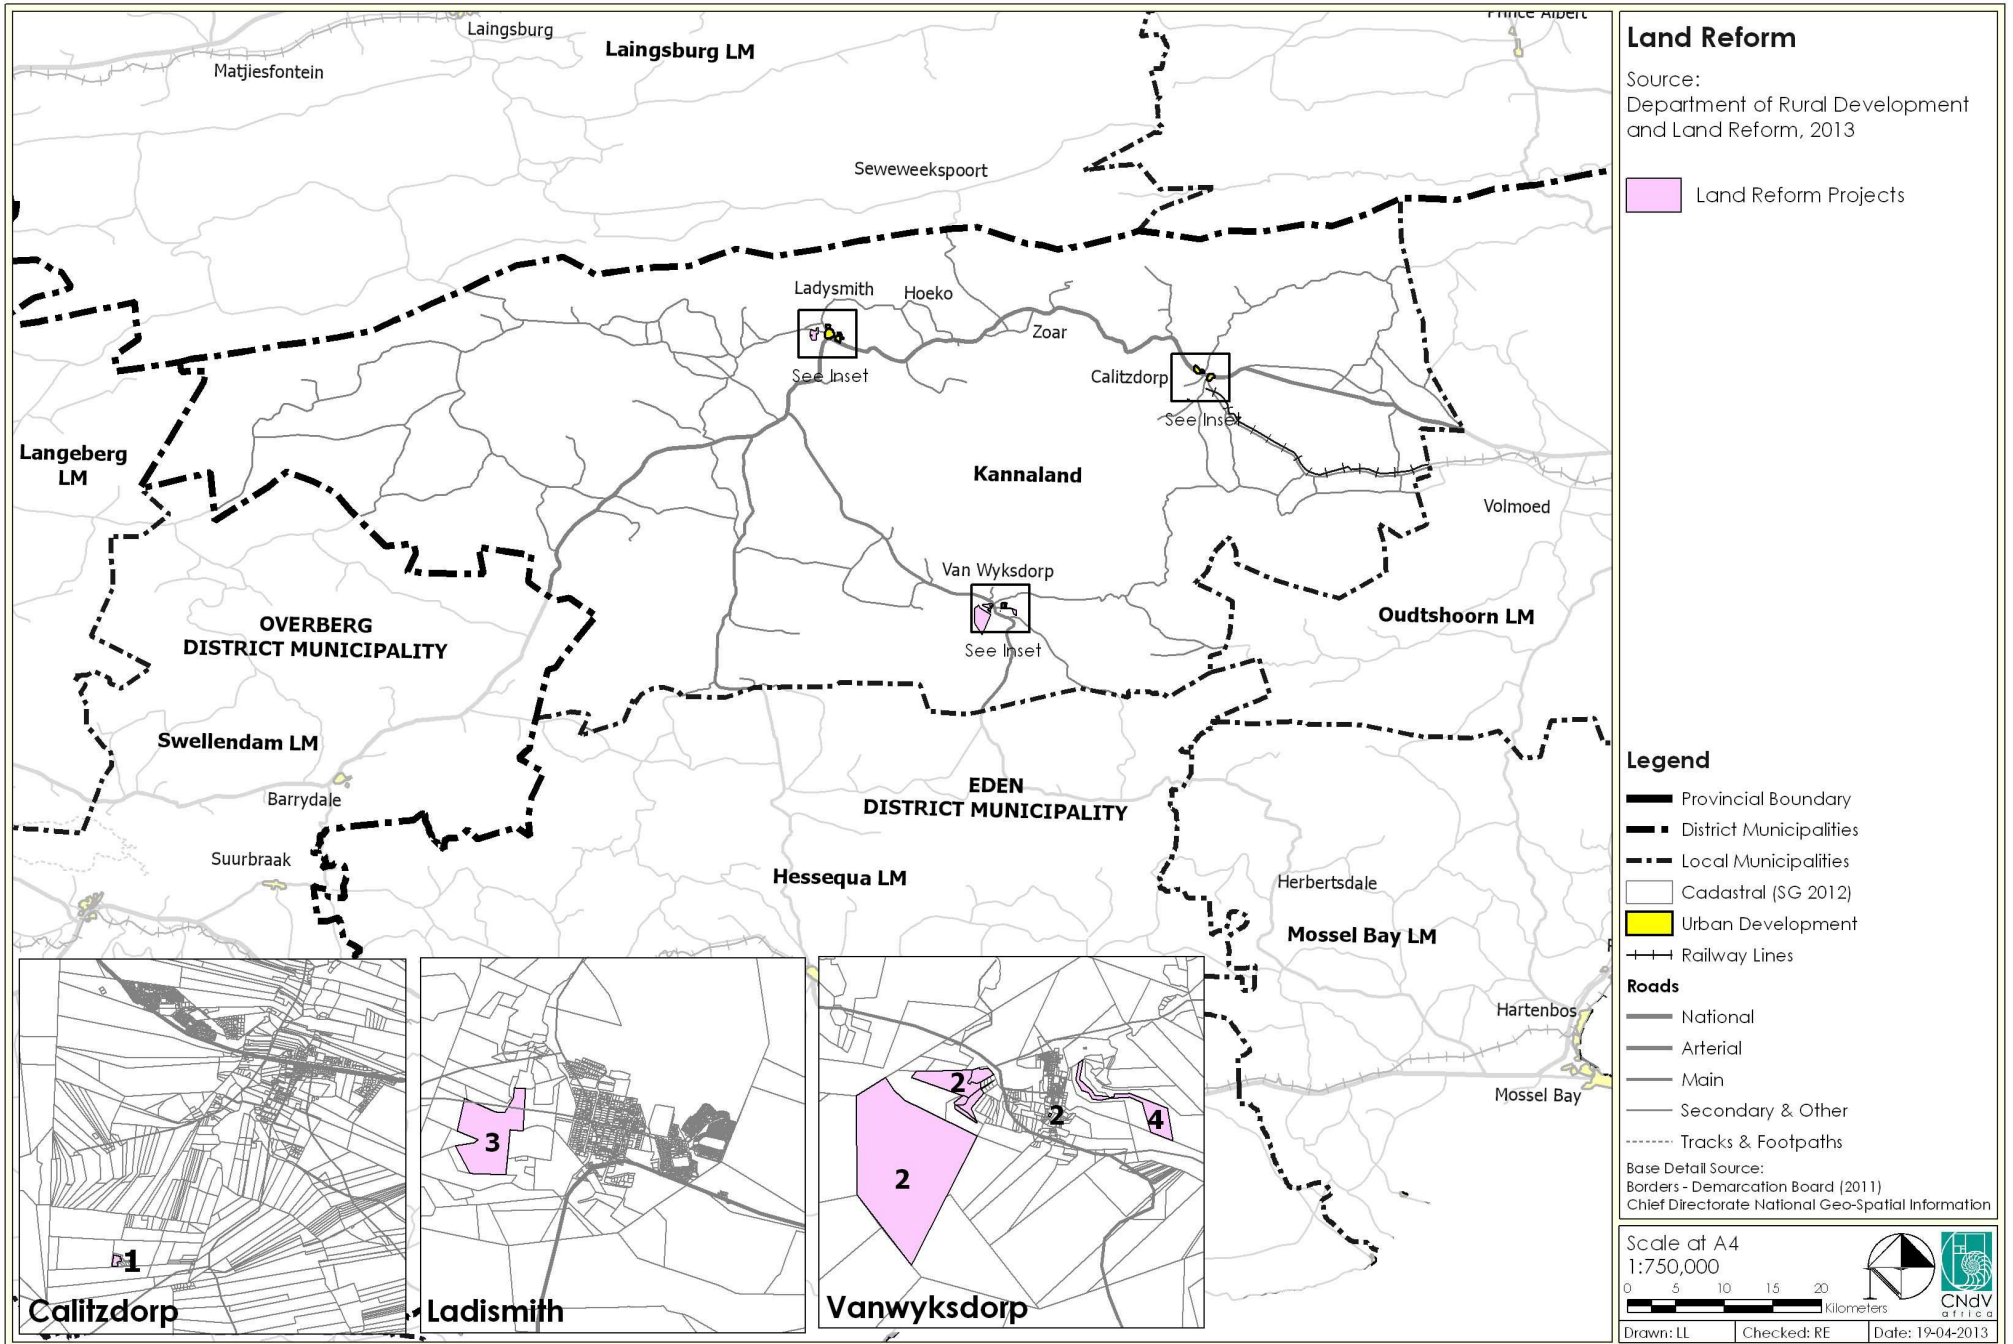 Laingsburg
Laingsburg LM
Prince Albert
Matjiesfontein
Seweweekspoort
Ladysmith
Hoeko
Zoar
See Inset
Calitzdorp
See Inset
Langeberg
LM
Kannaland
Volmoed
Van Wyksdorp
See Inset
Oudtshoorn LM
OVERBERG
DISTRICT MUNICIPALITY
Swellendam LM
Barrydale
EDEN
DISTRICT MUNICIPALITY
Suurbraak
Hessequa LM
Herbertsdale
Mossel Bay LM
Hartenbos
Mossel Bay
1
Calitzdorp
3
Ladismith
2
2
2
4
Vanwyksdorp
Land Reform
Source:
Department of Rural Development
and Land Reform, 2013
Land Reform Projects
Legend
Provincial Boundary
District Municipalities
Local Municipalities
Cadastral (SG 2012)
Urban Development
Railway Lines
Roads
National
Arterial
Main
Secondary & Other
Tracks & Footpaths
Base Detail Source:
Borders - Demarcation Board (2011)
Chief Directorate National Geo-Spatial Information
Scale at A4
1:750,000
0 5 10 15 20
Kilometers
CNdV
africa
Drawn: LL
Checked: RE
Date: 19-04-2013